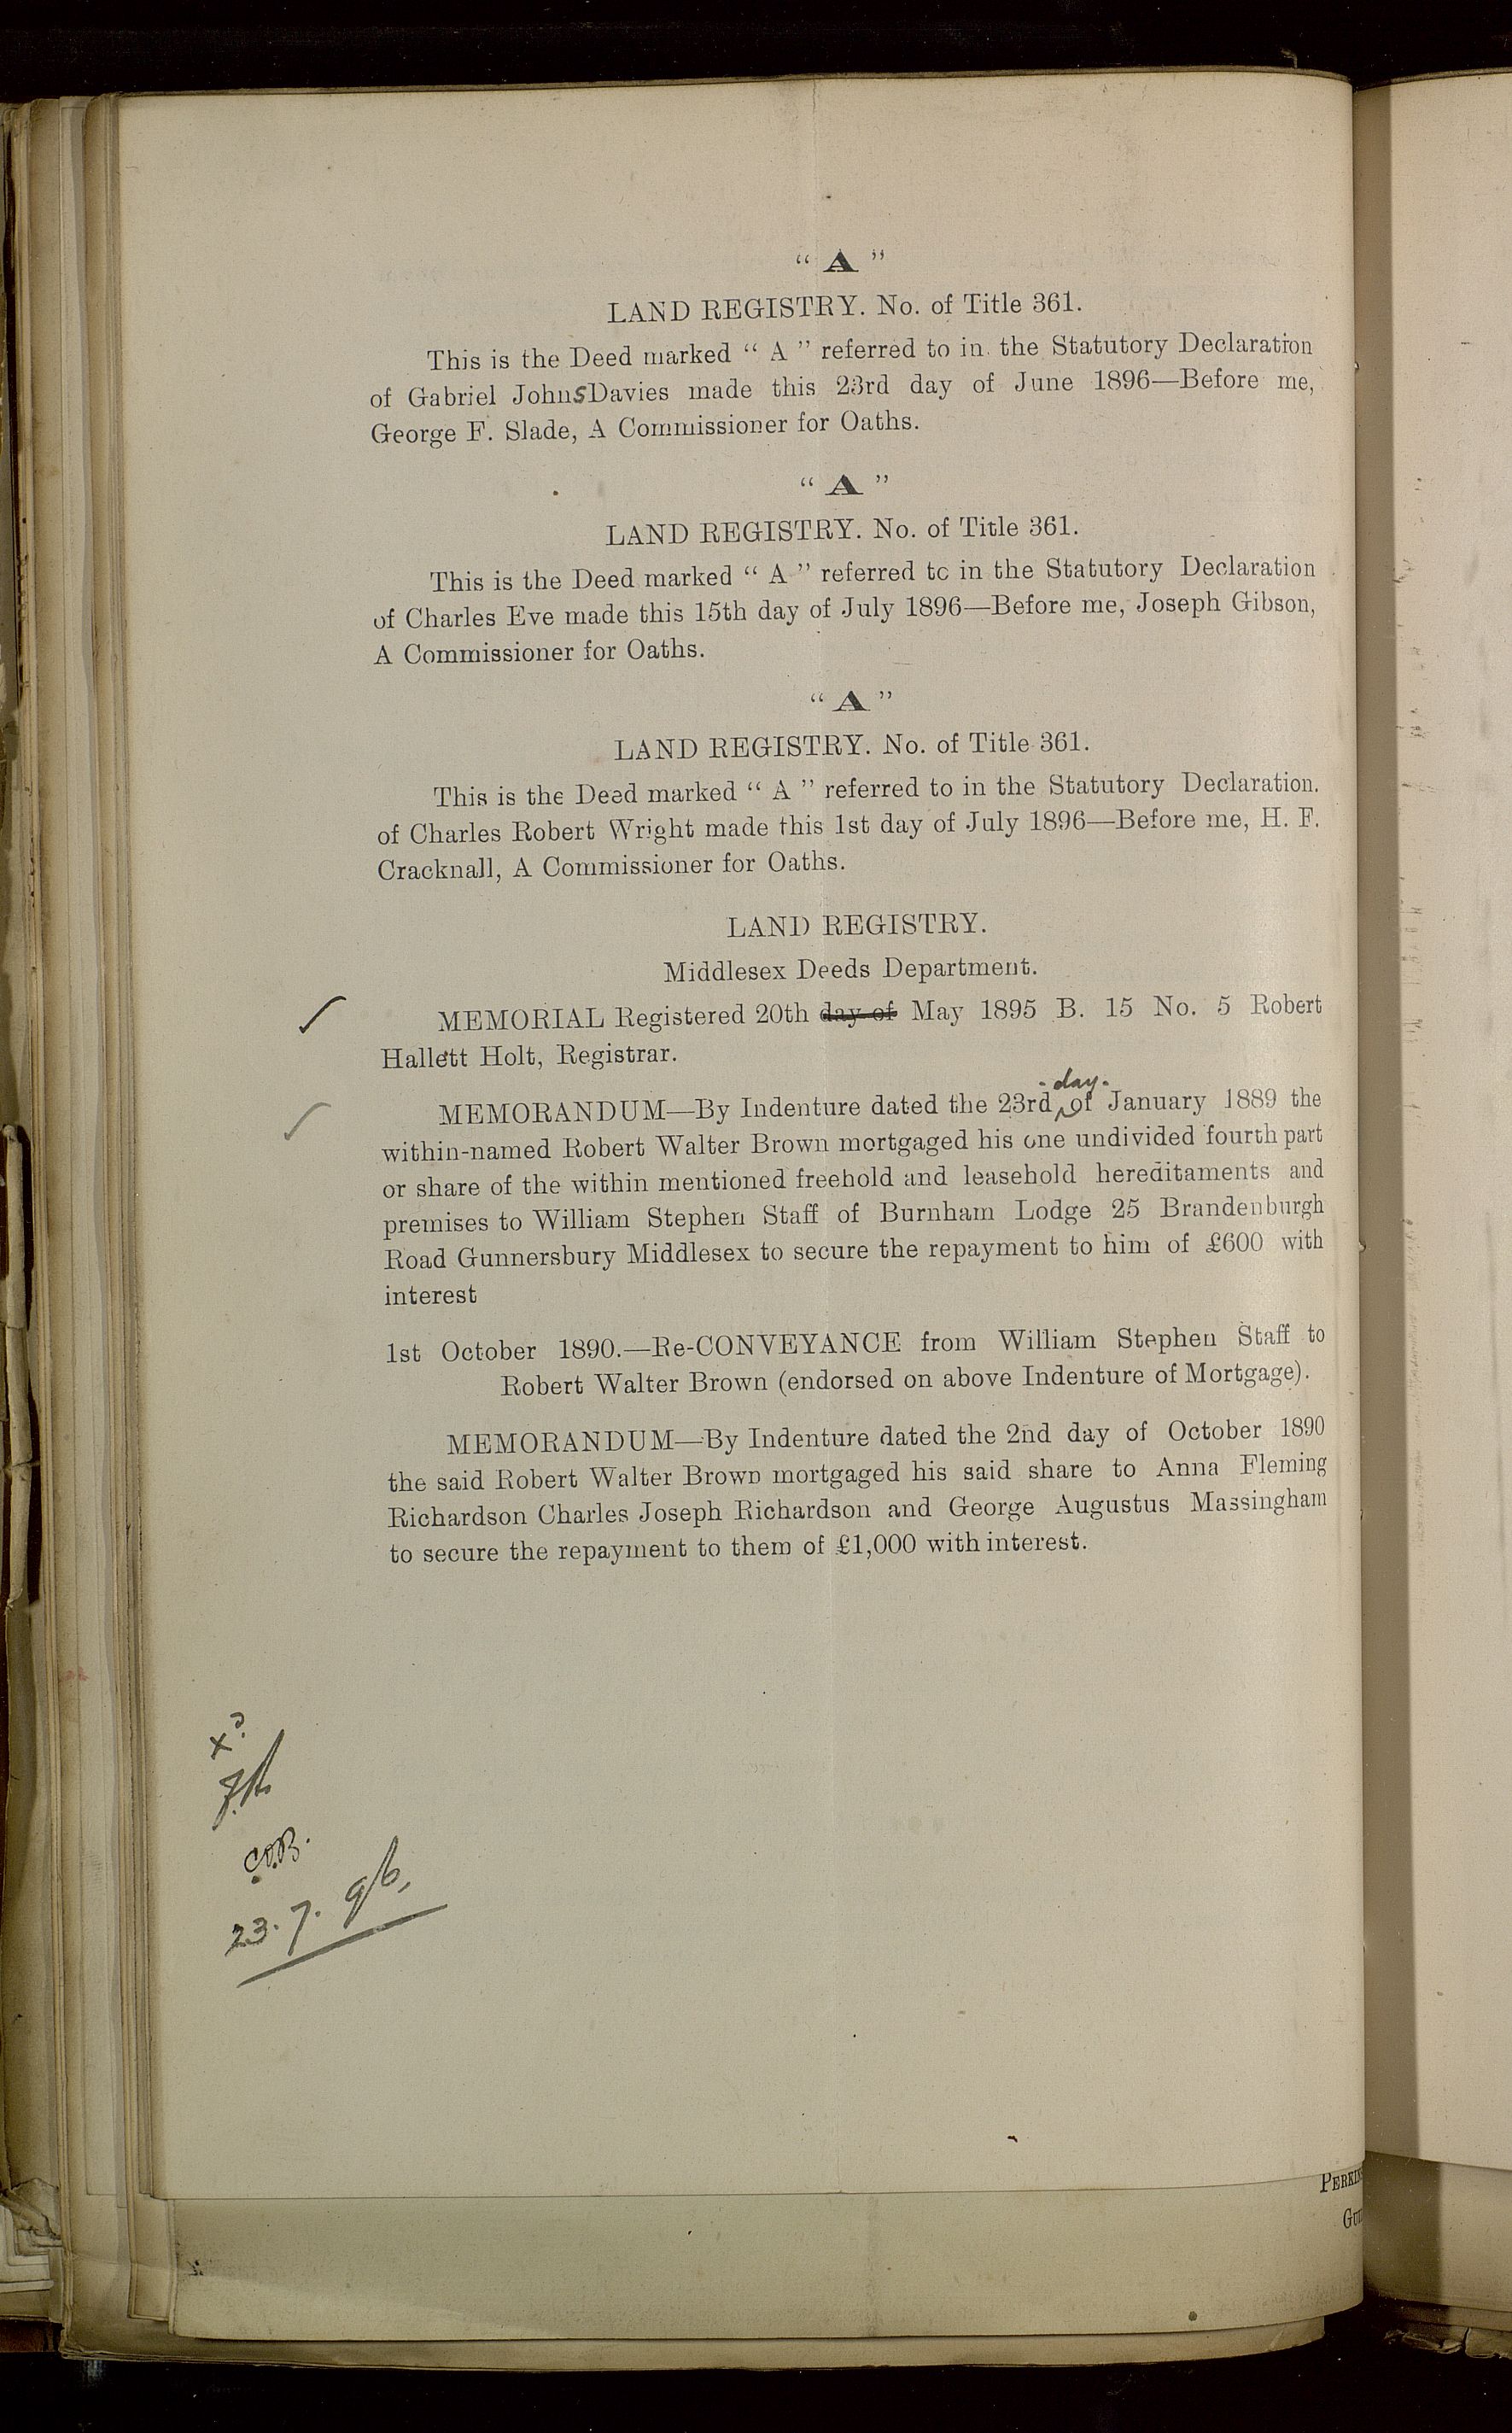 “ A ”
LAND REGISTRY. No. of Title 361.
This is the Deed marked “ A ” referred to in the Statutory Declaration
of Gabriel Johns Davies made this 23rd day of June 1896—Before me,
George F. Slade, A Commissioner for Oaths.
“ A ”
LAND REGISTRY. No. of Title 361.
This is the Deed marked “ A ” referred to in the Statutory Declaration
of Charles Eve made this 15th day of July 1896—Before me, Joseph Gibson,
A Commissioner for Oaths.
“ A ”
LAND REGISTRY. No. of Title 361.
This is the Deed marked “ A ” referred to in the Statutory Declaration.
of Charles Robert Wright made this 1st day of July 1896—Before me, H. F.
Cracknall, A Commissioner for Oaths.
LAND REGISTRY.
Middlesex Deeds Department.
MEMORIAL Registered 20th day of May 1895 B. 15 No. 5 Robert
Hallett Holt, Registrar.
day
MEMORANDUM—By Indenture dated the 23rd of January 1889 the
within-named Robert Walter Brown mortgaged his one undivided fourth part
or share of the within mentioned freehold and leasehold hereditaments and
premises to William Stephen Staff of Burnham Lodge 25 Brandenburgh
Road Gunnersbury Middlesex to secure the repayment to him of £600 with
interest
1st October 1890.—Re-CONVEYANCE from William Stephen Staff to
Robert Walter Brown (endorsed on above Indenture of Mortgage).
MEMORANDUM—By Indenture dated the 2nd day of October 1890
the said Robert Walter Brown mortgaged his said share to Anna Fleming
Richardson Charles Joseph Richardson and George Augustus Massingham
to secure the repayment to them of £1,000 with interest.
23. 7. 96.